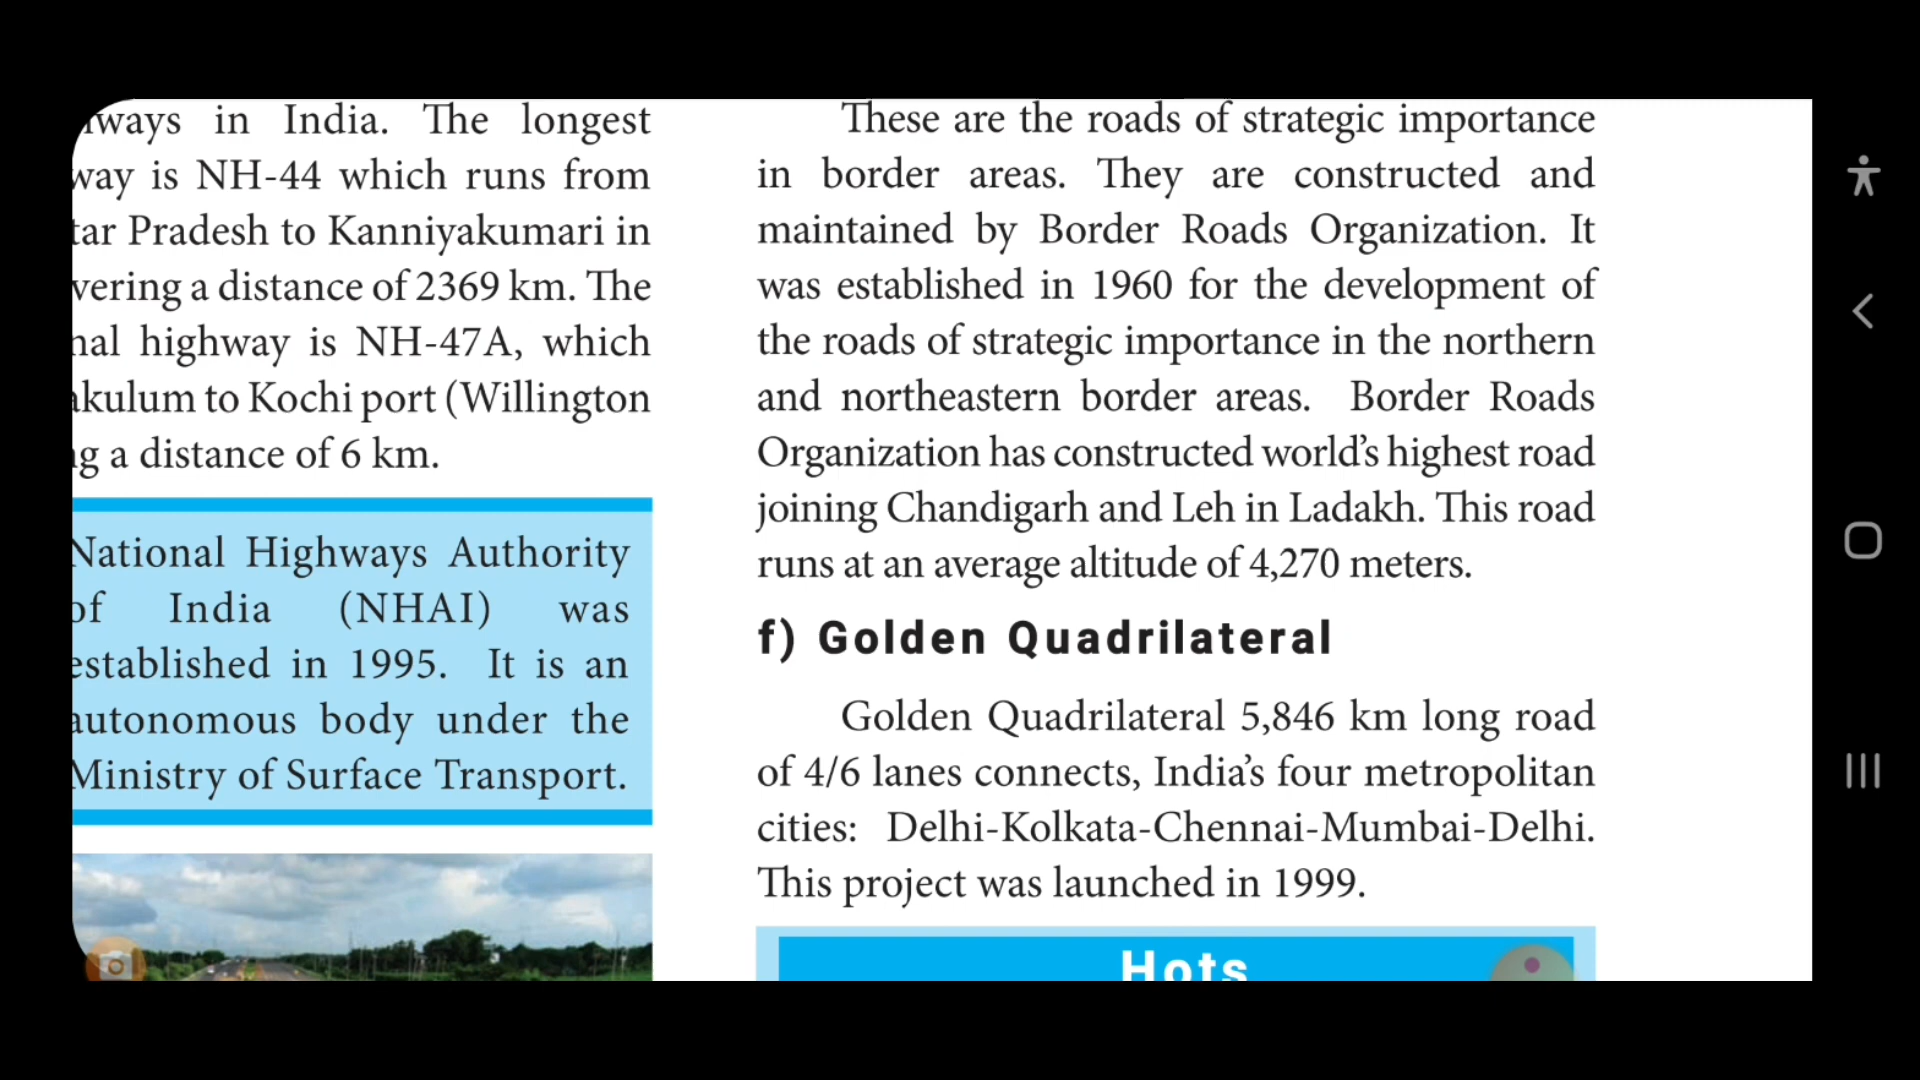 ways in India. The longest
way is NH-44 which runs from
tar Pradesh to Kanniyakumari in
vering a distance of 2369 km. The
nal highway is NH-47A, which
akulum to Kochi port (Willington
g a distance of 6 km.
National Highways Authority
of India (NHAI) was
established in 1995. It is an
autonomous body under the
Ministry of Surface Transport.
These are the roads of strategic importance
in border areas. They are constructed and
maintained by Border Roads Organization. It
was established in 1960 for the development of
the roads of strategic importance in the northern
and northeastern border areas. Border Roads
Organization has constructed world's highest road
joining Chandigarh and Leh in Ladakh. This road
runs at an average altitude of 4,270 meters.
f) Golden Quadrilateral
Golden Quadrilateral 5,846 km long road
of 4/6 lanes connects, India's four metropolitan
cities: Delhi-Kolkata-Chennai-Mumbai-Delhi.
This project was launched in 1999.
Hots